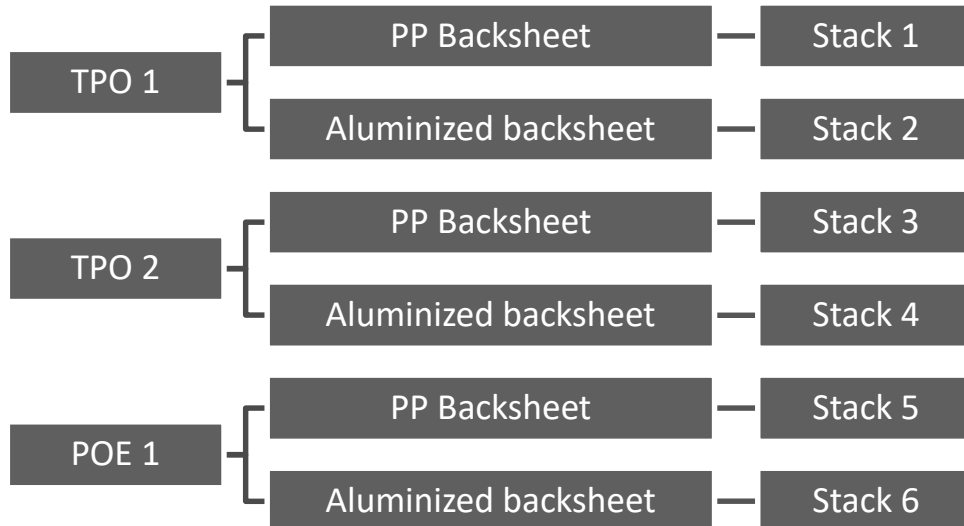 TPO 1
PP Backsheet
Stack 1
Aluminized backsheet
Stack 2
TPO 2
PP Backsheet
Stack 3
Aluminized backsheet
Stack 4
POE 1
PP Backsheet
Stack 5
Aluminized backsheet
Stack 6